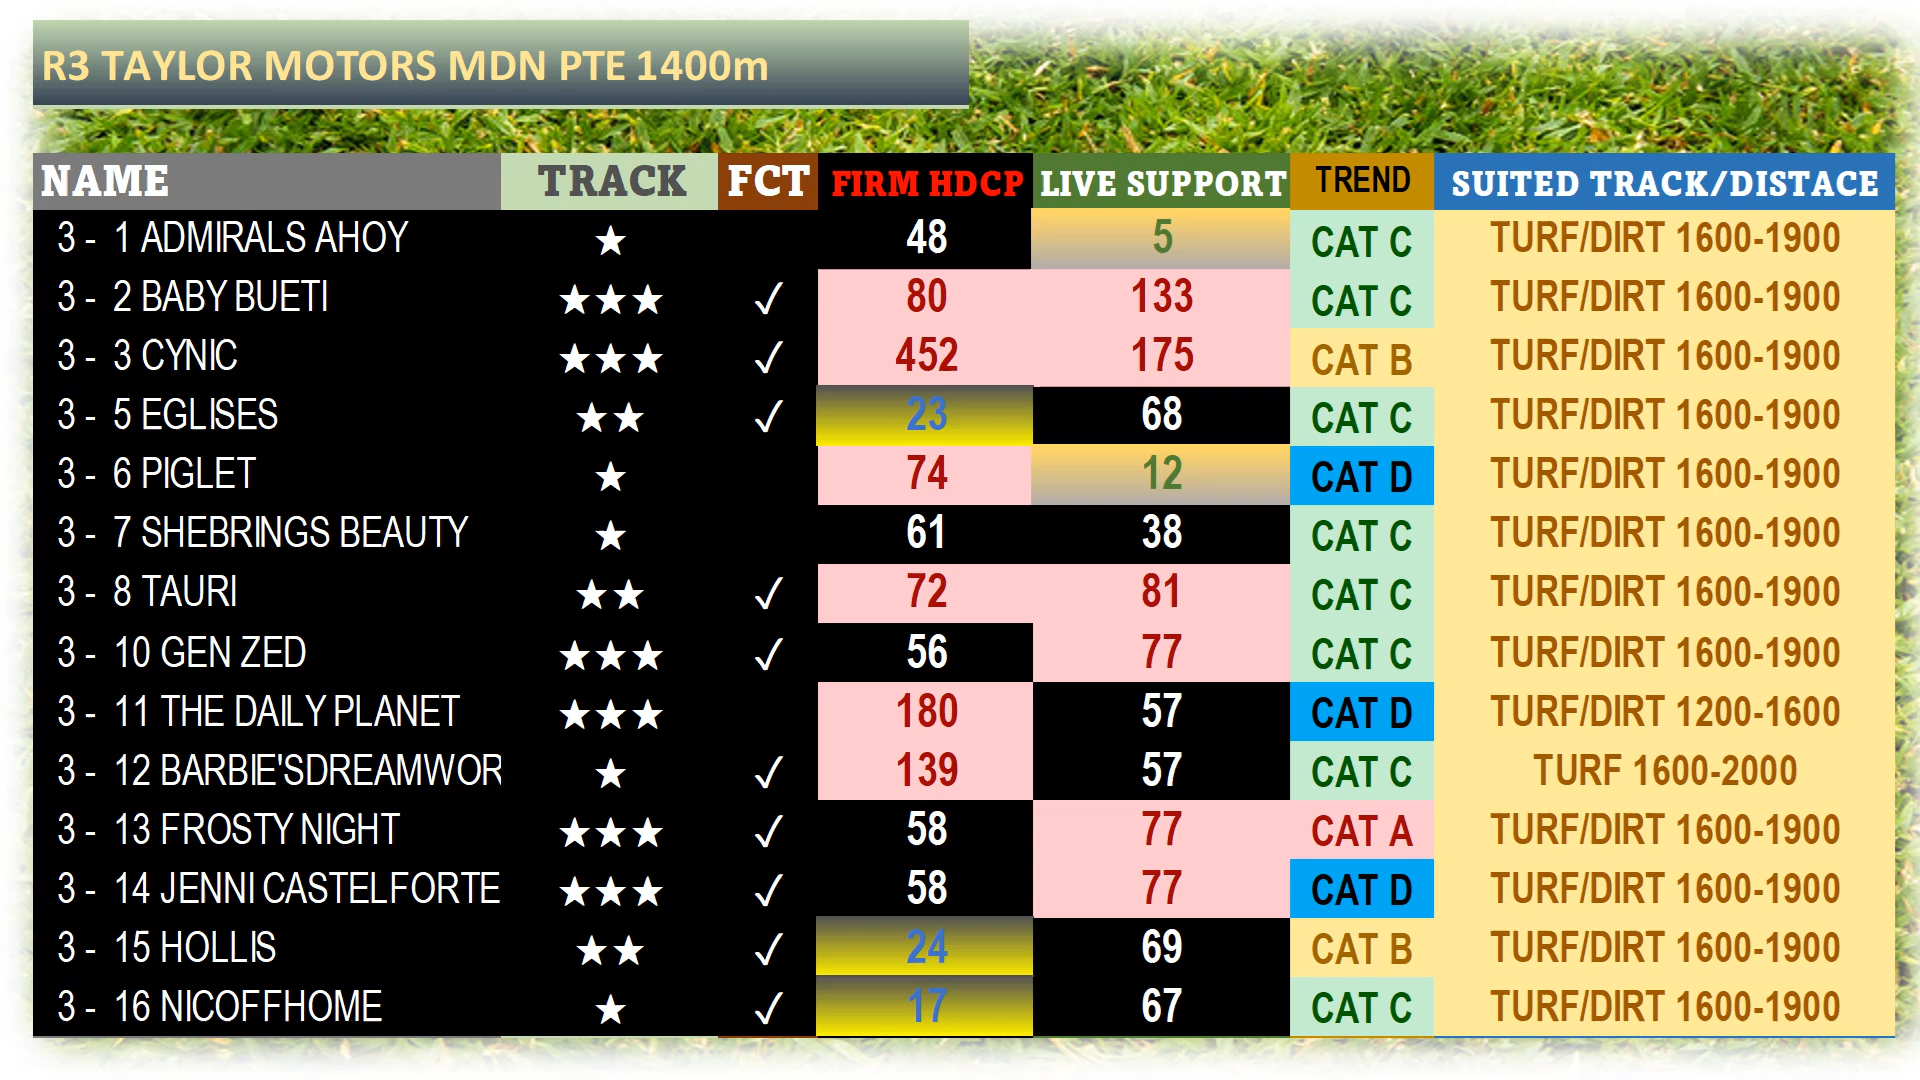 R3 TAYLOR MOTORS MDN PTE 1400m
NAME TRACK FCT FIRM HDCP LIVE SUPPORT TREND SUITED TRACK/DISTACE
3 - 1 ADMIRALS AHOY ★ 48 5 CAT C TURF/DIRT 1600-1900
3 - 2 BABY BUETI ★★★ ✓ 80 133 CAT C TURF/DIRT 1600-1900
3 - 3 CYNIC ★★★ ✓ 452 175 CAT B TURF/DIRT 1600-1900
3 - 5 EGLISES ★★ ✓ 23 68 CAT C TURF/DIRT 1600-1900
3 - 6 PIGLET ★ 74 12 CAT D TURF/DIRT 1600-1900
3 - 7 SHEBRINGS BEAUTY ★ 61 38 CAT C TURF/DIRT 1600-1900
3 - 8 TAURI ★★ ✓ 72 81 CAT C TURF/DIRT 1600-1900
3 - 10 GEN ZED ★★★ ✓ 56 77 CAT C TURF/DIRT 1600-1900
3 - 11 THE DAILY PLANET ★★★ 180 57 CAT D TURF/DIRT 1200-1600
3 - 12 BARBIE'SDREAMWOR ★ ✓ 139 57 CAT C TURF 1600-2000
3 - 13 FROSTY NIGHT ★★★ ✓ 58 77 CAT A TURF/DIRT 1600-1900
3 - 14 JENNI CASTELFORTE ★★★ ✓ 58 77 CAT D TURF/DIRT 1600-1900
3 - 15 HOLLIS ★★ ✓ 24 69 CAT B TURF/DIRT 1600-1900
3 - 16 NICOFFHOME ★ ✓ 17 67 CAT C TURF/DIRT 1600-1900